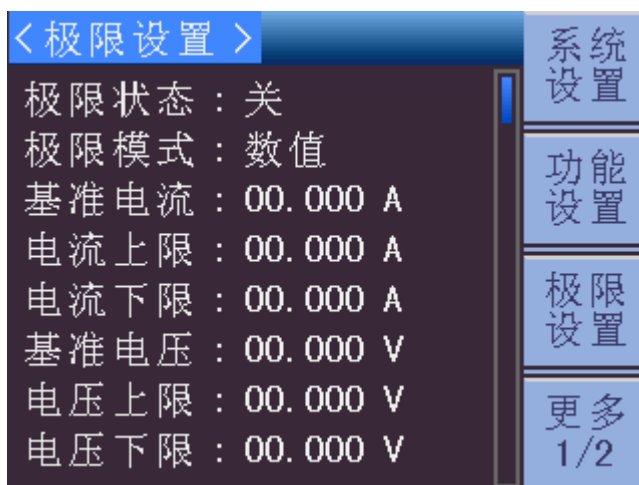 <极限设置 >
极限状态：关
极限模式：数值
基准电流：00.000 A
电流上限：00.000 A
电流下限：00.000 A
基准电压：00.000 V
电压上限：00.000 V
电压下限：00.000 V
系统
设置
功能
设置
极限
设置
更多
1/2